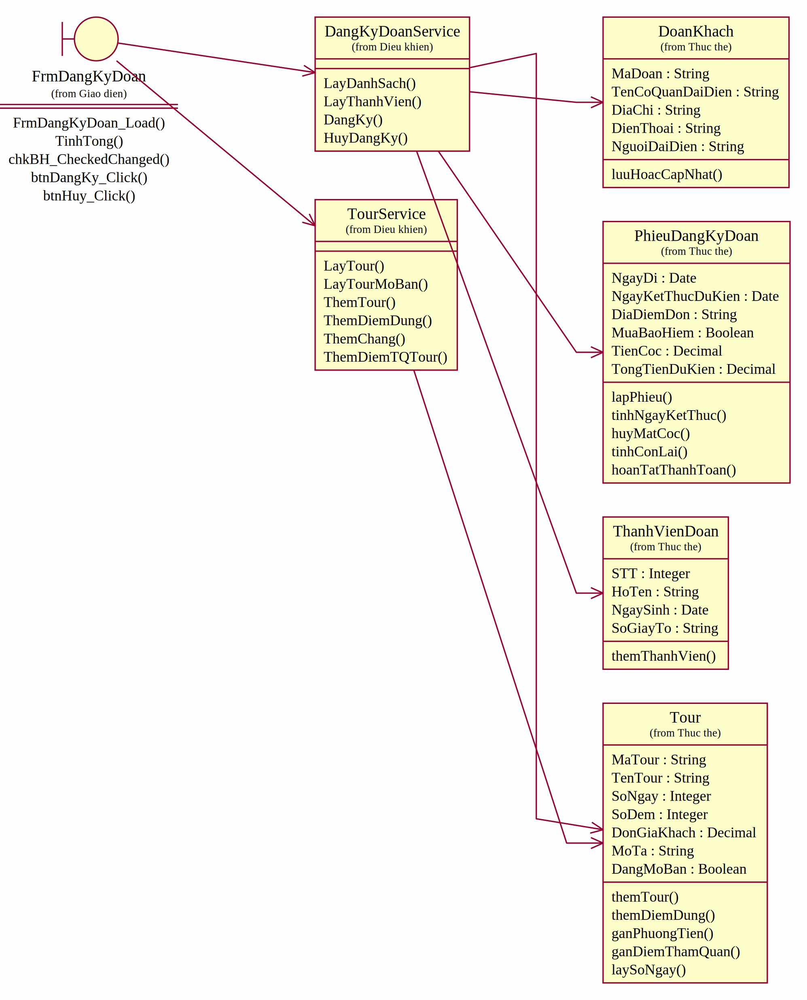 FrmDangKyDoan
(from Giao dien)
FrmDangKyDoan_Load()
TinhTong()
chkBH_CheckedChanged()
btnDangKy_Click()
btnHuy_Click()
DangKyDoanService
(from Dieu khien)
LayDanhSach()
LayThanhVien()
DangKy()
HuyDangKy()
TourService
(from Dieu khien)
LayTour()
LayTourMoBan()
ThemTour()
ThemDiemDung()
ThemChang()
ThemDiemTQTour()
DoanKhach
(from Thuc the)
MaDoan : String
TenCoQuanDaiDien : String
DiaChi : String
DienThoai : String
NguoiDaiDien : String
luuHoacCapNhat()
PhieuDangKyDoan
(from Thuc the)
NgayDi : Date
NgayKetThucDuKien : Date
DiaDiemDon : String
MuaBaoHiem : Boolean
TienCoc : Decimal
TongTienDuKien : Decimal
lapPhieu()
tinhNgayKetThuc()
huyMatCoc()
tinhConLai()
hoanTatThanhToan()
ThanhVienDoan
(from Thuc the)
STT : Integer
HoTen : String
NgaySinh : Date
SoGiayTo : String
themThanhVien()
Tour
(from Thuc the)
MaTour : String
TenTour : String
SoNgay : Integer
SoDem : Integer
DonGiaKhach : Decimal
MoTa : String
DangMoBan : Boolean
themTour()
themDiemDung()
ganPhuongTien()
ganDiemThamQuan()
laySoNgay()